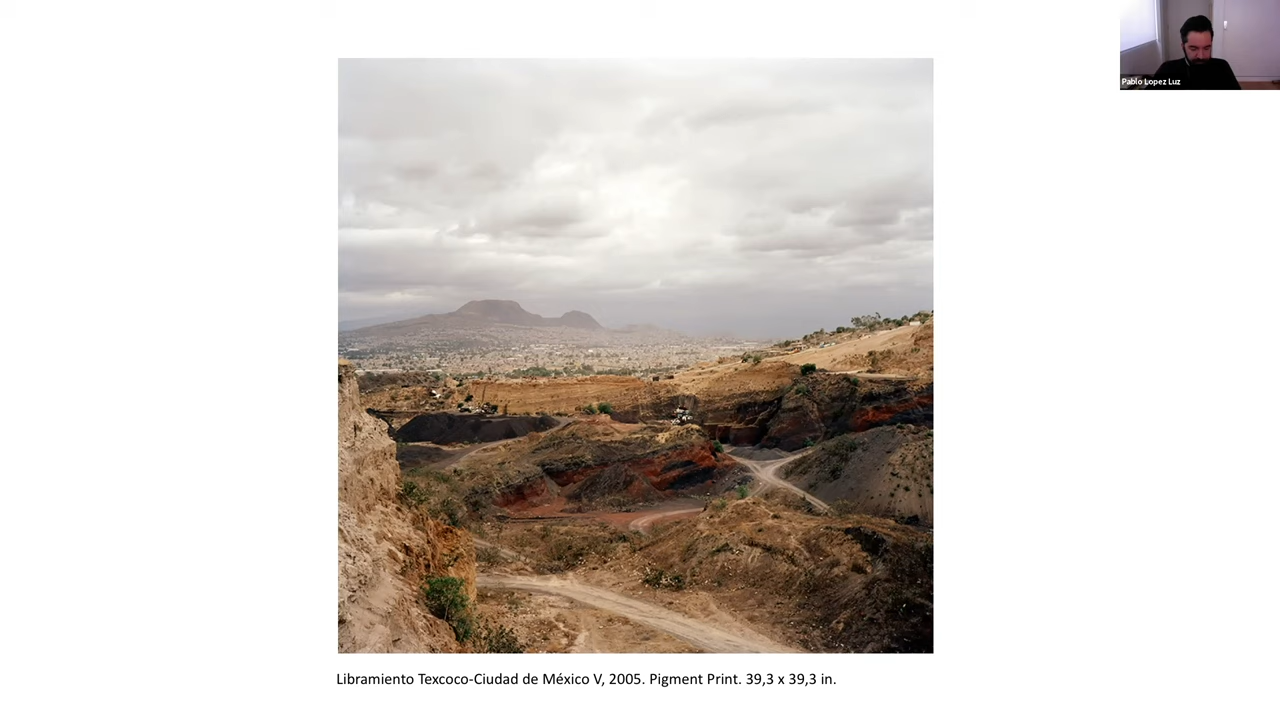 Pablo Lopez Luz
Libramiento Texcoco-Ciudad de México V, 2005. Pigment Print. 39,3 x 39,3 in.